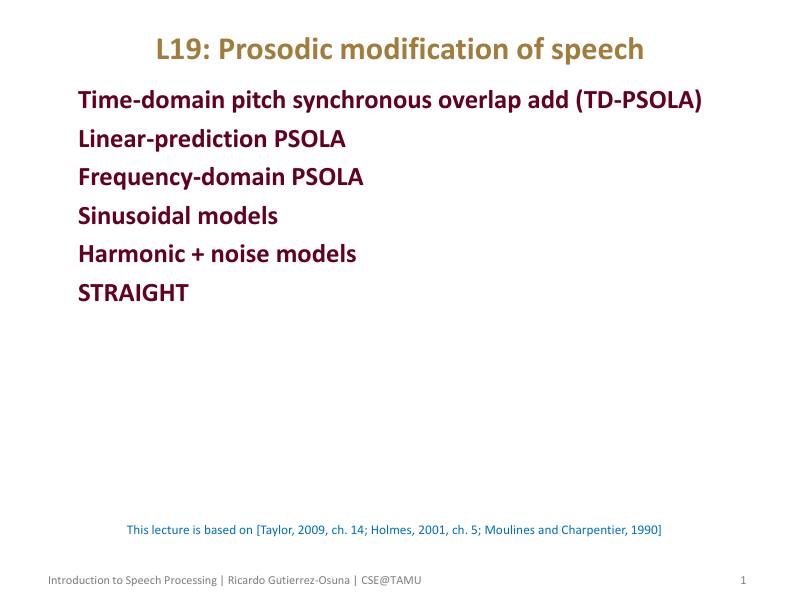 L19: Prosodic modification of speech
Time-domain pitch synchronous overlap add (TD-PSOLA)
Linear-prediction PSOLA
Frequency-domain PSOLA
Sinusoidal models
Harmonic + noise models
STRAIGHT
This lecture is based on [Taylor, 2009, ch. 14; Holmes, 2001, ch. 5; Moulines and Charpentier, 1990]
Introduction to Speech Processing | Ricardo Gutierrez-Osuna | CSE@TAMU 1